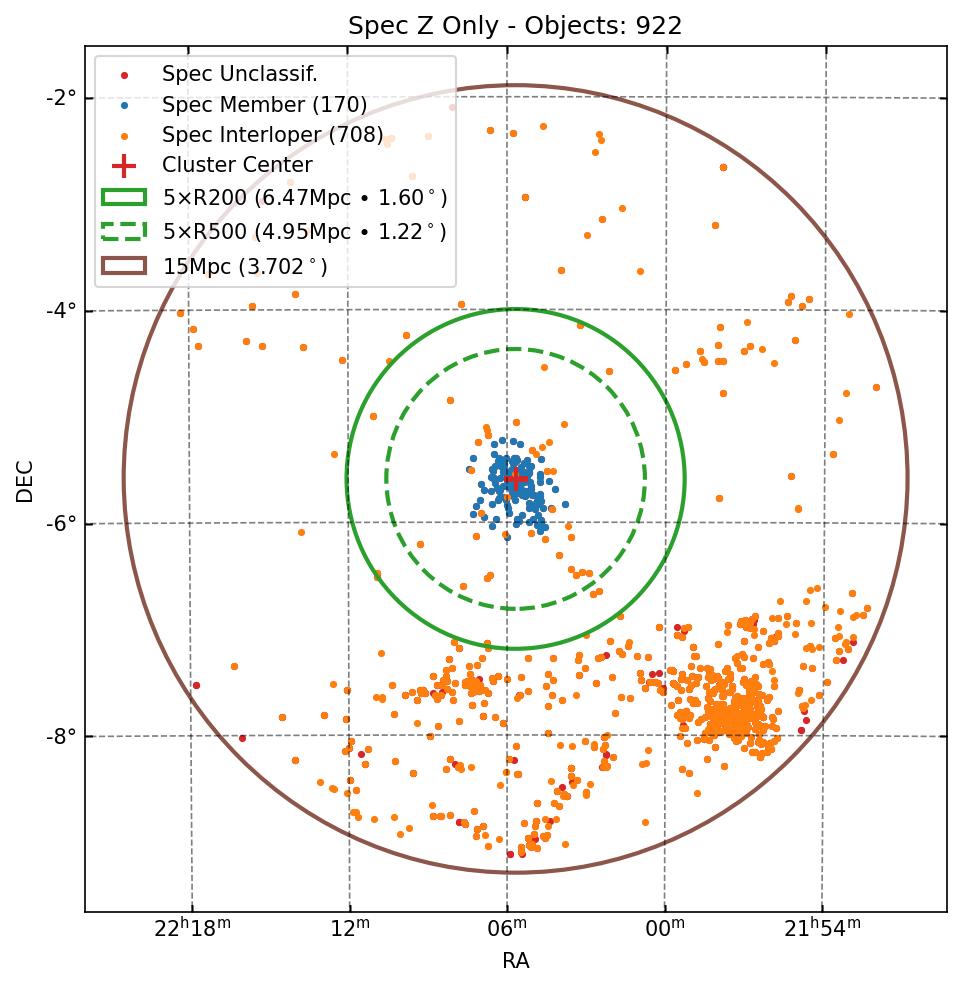 Spec Z Only - Objects: 922
Spec Unclassif.
Spec Member (170)
Spec Interloper (708)
Cluster Center
5×R200 (6.47Mpc • 1.60°)
5×R500 (4.95Mpc • 1.22°)
15Mpc (3.702°)
-2°
-4°
-6°
-8°
DEC
22ʰ18ᵐ 12ᵐ 06ᵐ 00ᵐ 21ʰ54ᵐ
RA